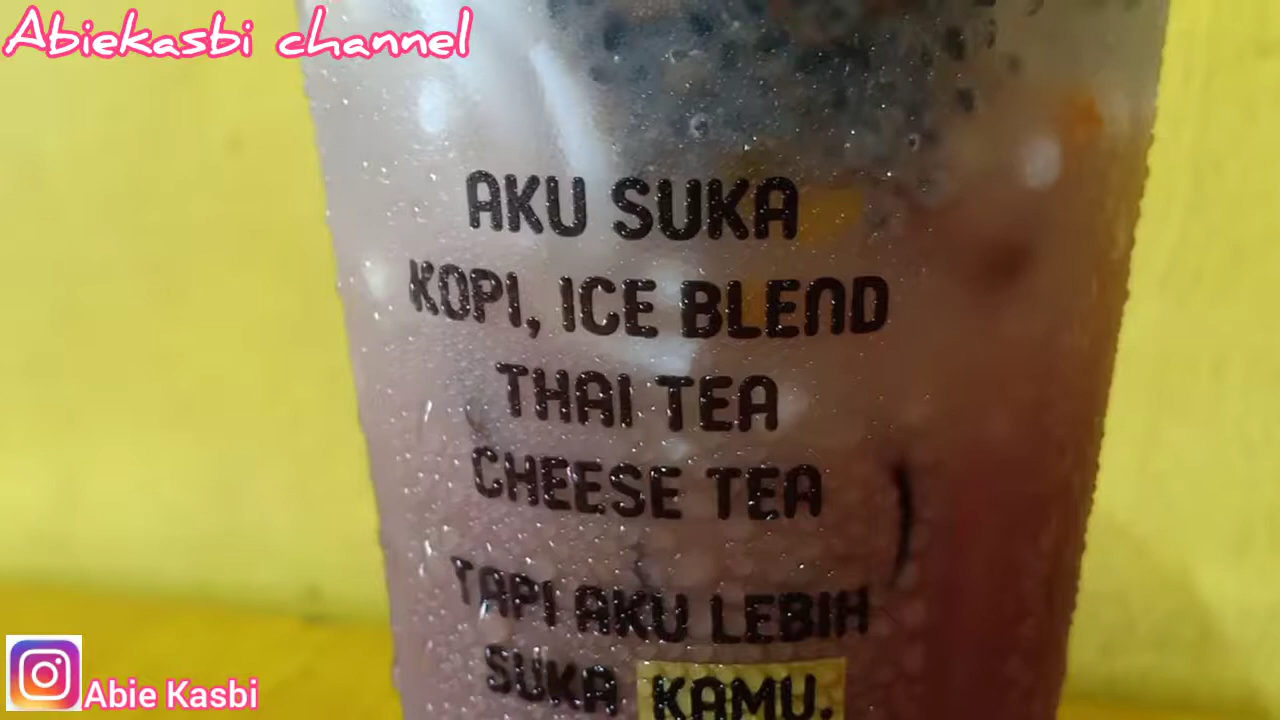 Abiekasbi channel
AKU SUKA
KOPI, ICE BLEND
THAI TEA
CHEESE TEA
TAPI AKU LEBIH
SUKA KAMU.
Abie Kasbi